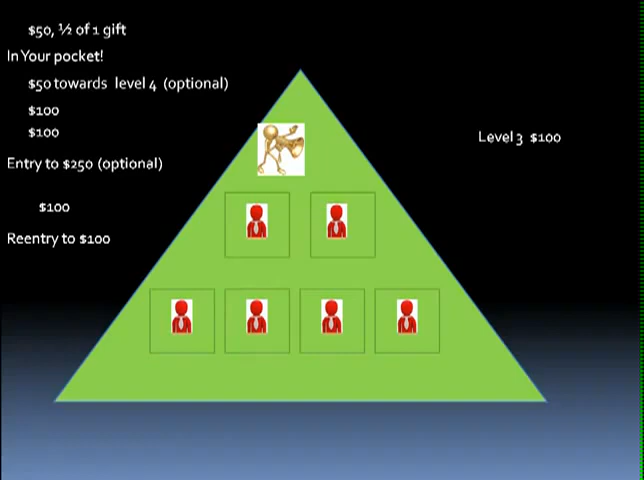 $50, ½ of 1 gift
In Your pocket!
$50 towards level 4 (optional)
$100
$100
Entry to $250 (optional)
$100
Reentry to $100
Level 3 $100